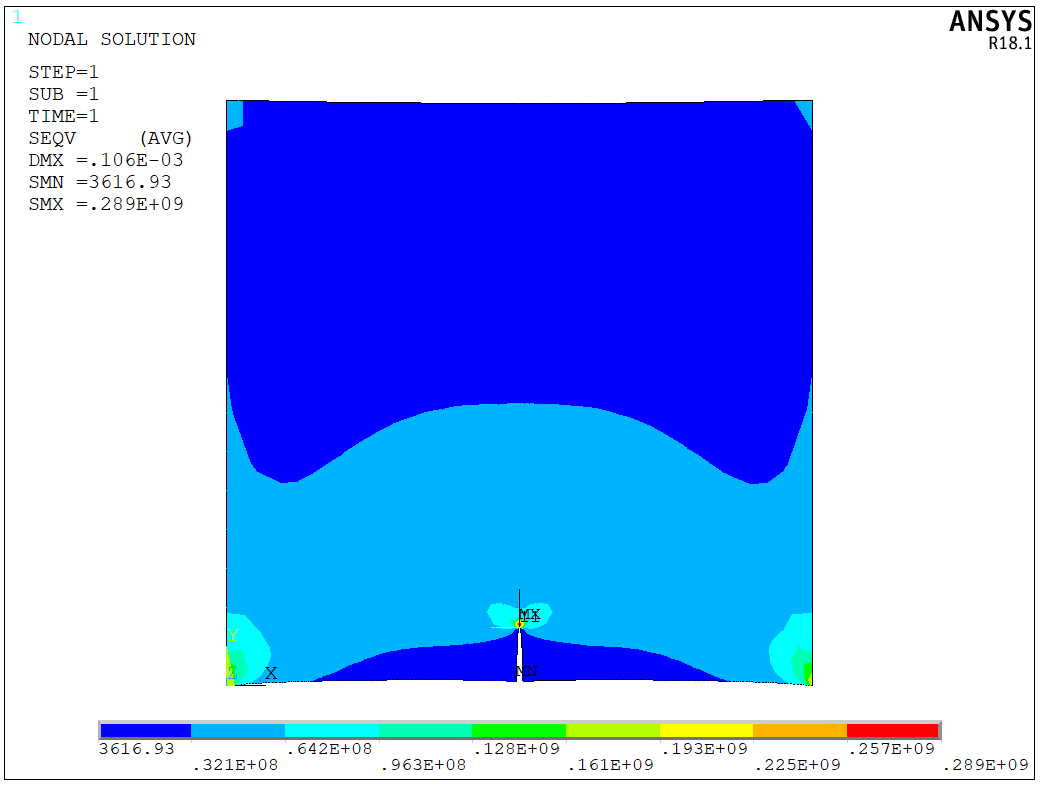 1
ANSYS
R18.1
NODAL SOLUTION
STEP=1
SUB =1
TIME=1
SEQV     (AVG)
DMX =.106E-03
SMN =3616.93
SMX =.289E+09
MX
Y
Z
X
MN
3616.93 .642E+08 .128E+09 .193E+09 .257E+09
.321E+08 .963E+08 .161E+09 .225E+09 .289E+09